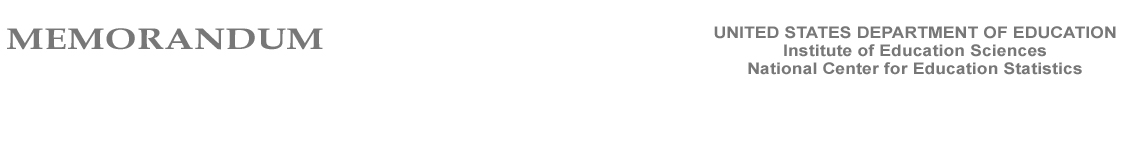 MEMORANDUM
UNITED STATES DEPARTMENT OF EDUCATION
Institute of Education Sciences
National Center for Education Statistics